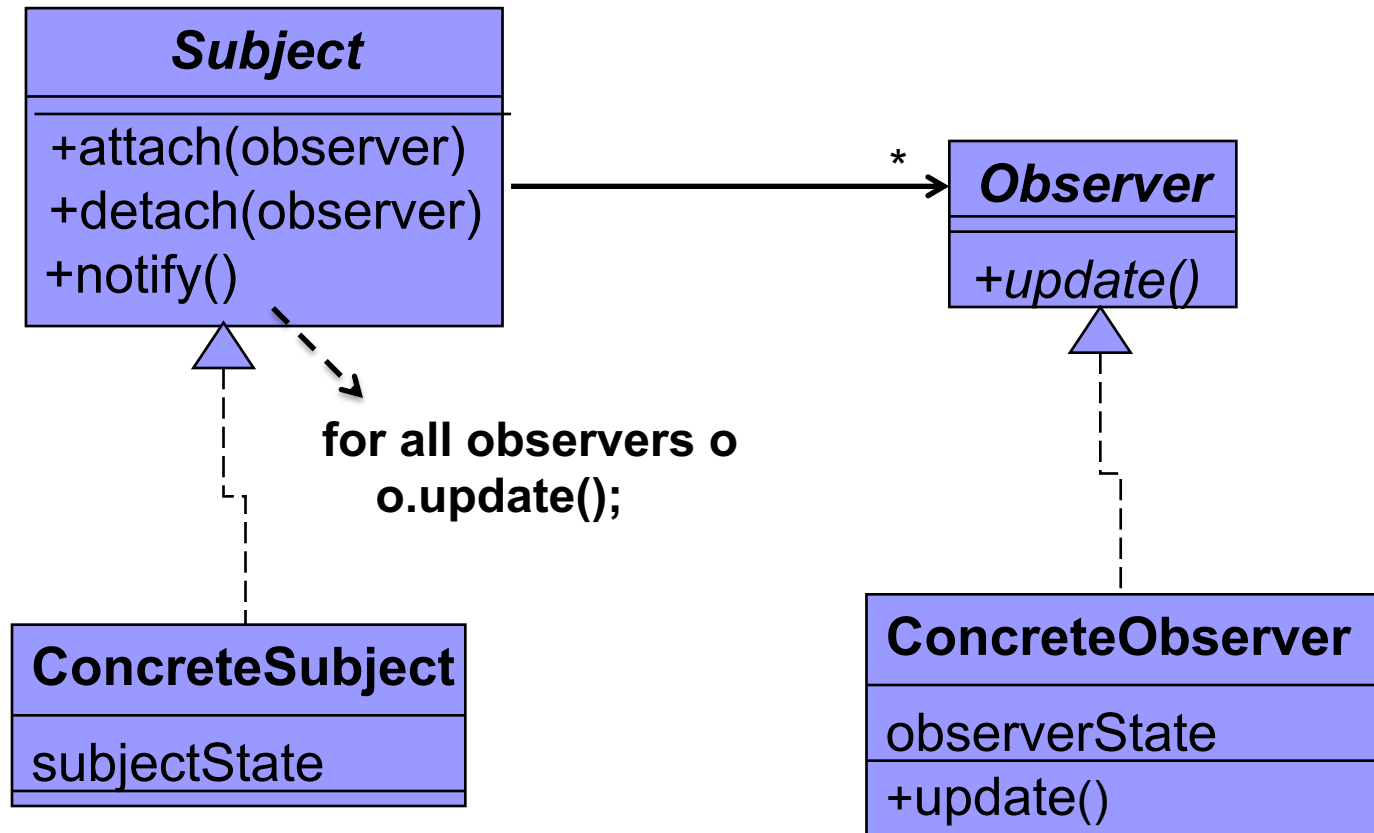 Subject
+attach(observer)
+detach(observer)
+notify()
*
Observer
+update()
for all observers o
o.update();
ConcreteSubject
subjectState
ConcreteObserver
observerState
+update()